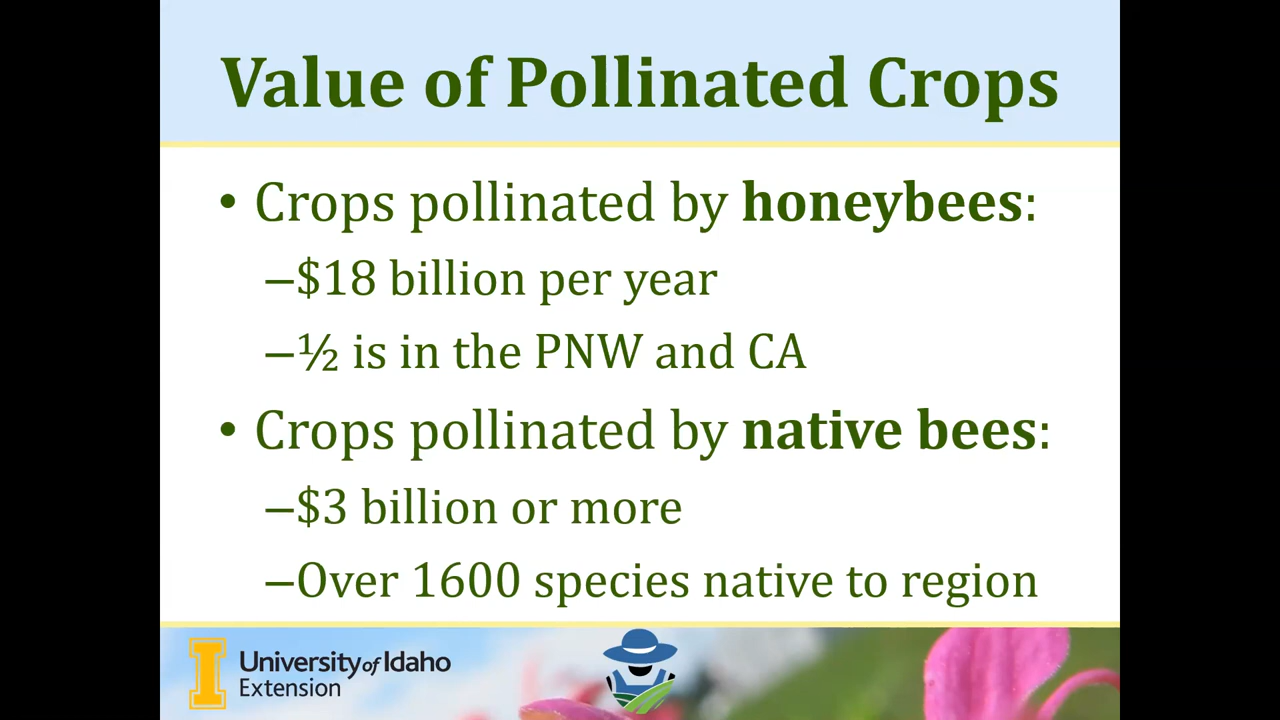 Value of Pollinated Crops
• Crops pollinated by honeybees:
–$18 billion per year
–½ is in the PNW and CA
• Crops pollinated by native bees:
–$3 billion or more
–Over 1600 species native to region
I
University of Idaho
Extension